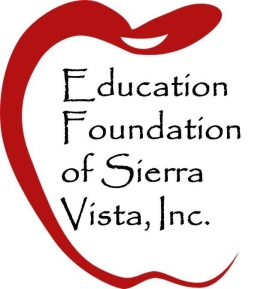 Education
Foundation
of Sierra
Vista, Inc.